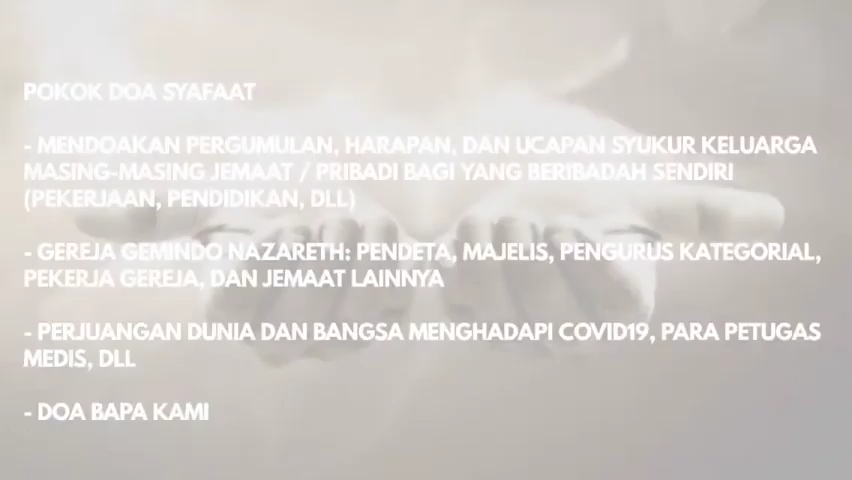 POKOK DOA SYAFAAT
- MENDOAKAN PERGUMULAN, HARAPAN, DAN UCAPAN SYUKUR KELUARGA
MASING-MASING JEMAAT / PRIBADI BAGI YANG BERIBADAH SENDIRI
(PEKERJAAN, PENDIDIKAN, DLL)
- GEREJA GEMINDO NAZARETH: PENDETA, MAJELIS, PENGURUS KATEGORIAL,
PEKERJA GEREJA, DAN JEMAAT LAINNYA
- PERJUANGAN DUNIA DAN BANGSA MENGHADAPI COVID19, PARA PETUGAS
MEDIS, DLL
- DOA BAPA KAMI